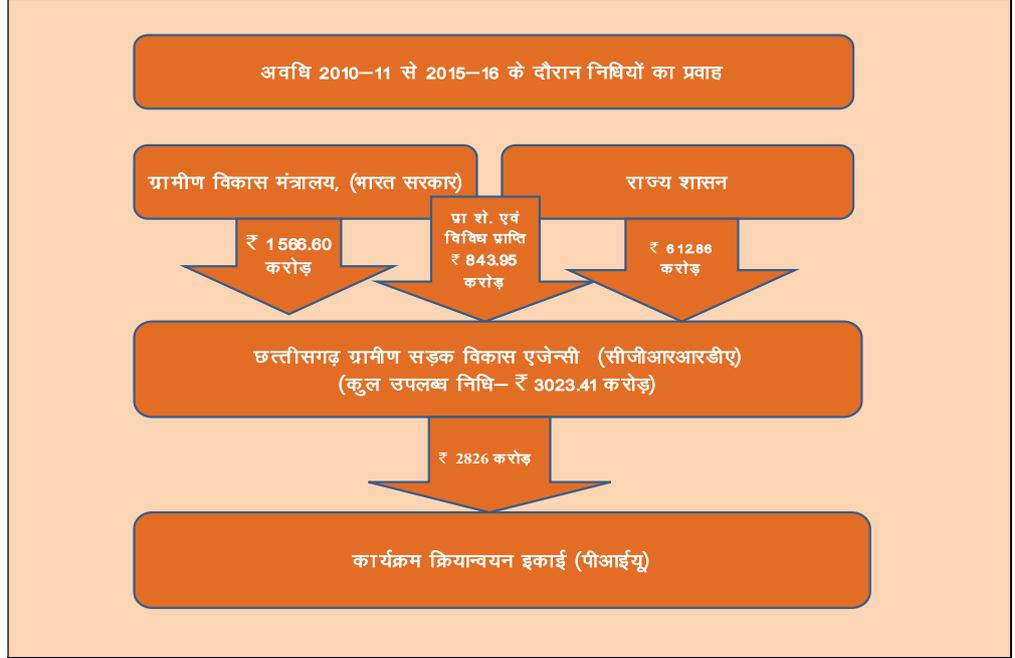 अवधि 2010–11 से 2015–16 के दौरान निधियों का प्रवाह
ग्रामीण विकास मंत्रालय, (भारत सरकार)
राज्य शासन
₹ 1566.60
करोड़
प्रा शे. एवं
विविध प्राप्ति
₹ 843.95
करोड़
₹ 612.86
करोड़
छत्तीसगढ़ ग्रामीण सड़क विकास एजेन्सी (सीजीआरआरडीए)
(कुल उपलब्ध निधि– ₹ 3023.41 करोड़)
₹ 2826 करोड़
कार्यक्रम क्रियान्वयन इकाई (पीआईयू)